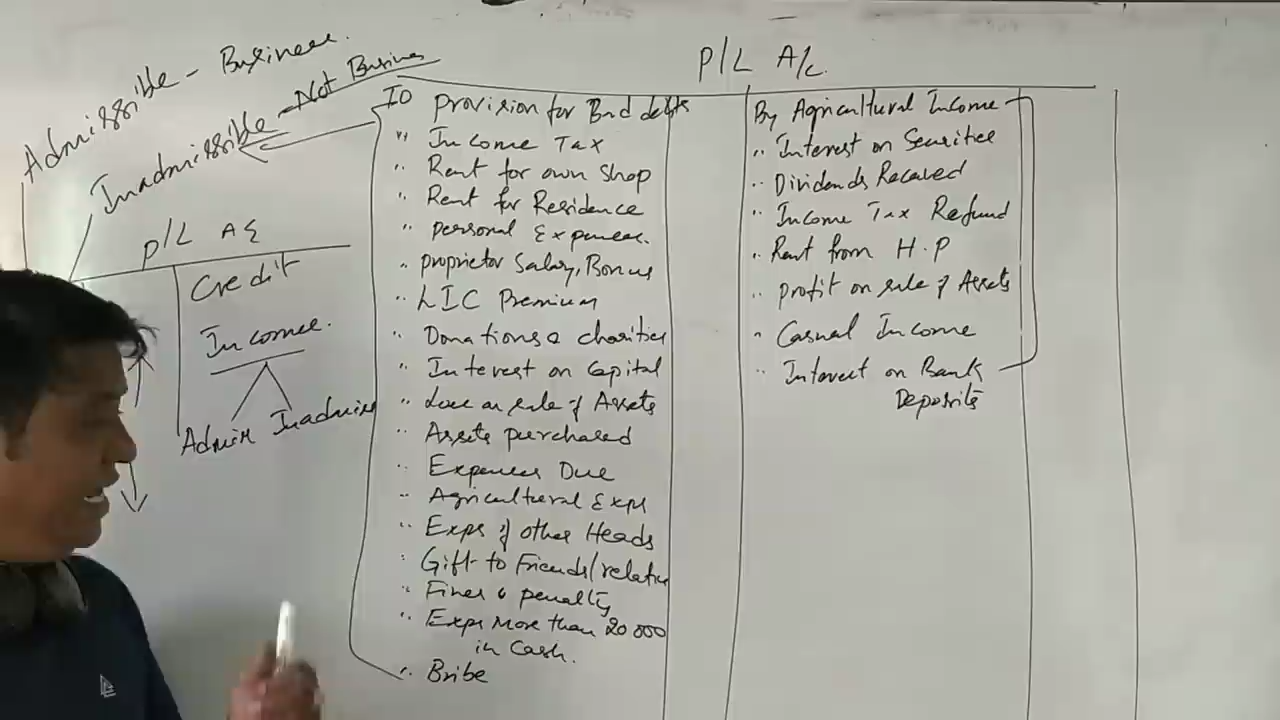 Admissible - Business.
Inadmissible - Not Business
P/L A/c
Credit
Income.
Admiss Inadmiss
P/L A/c.
To Provision for Bad debts
" Income Tax
" Rent for own shop
" Rent for Residence
" Personal Expenses.
" Proprietor Salary, Bonus
" LIC Premium
" Donations & charities
" Interest on Capital
" Loss on sale of Assets
" Assets purchased
" Expenses Due
" Agricultural Exps
" Exps of other Heads
" Gift to Friends/relative
" Fines & penalty
" Exps More than 20 000
in Cash.
" Bribe
By Agricultural Income
" Interest on Securities
" Dividends Received
" Income Tax Refund
" Rent from H.P
" Profit on sale of Assets
" Casual Income
" Interest on Bank
Deposits